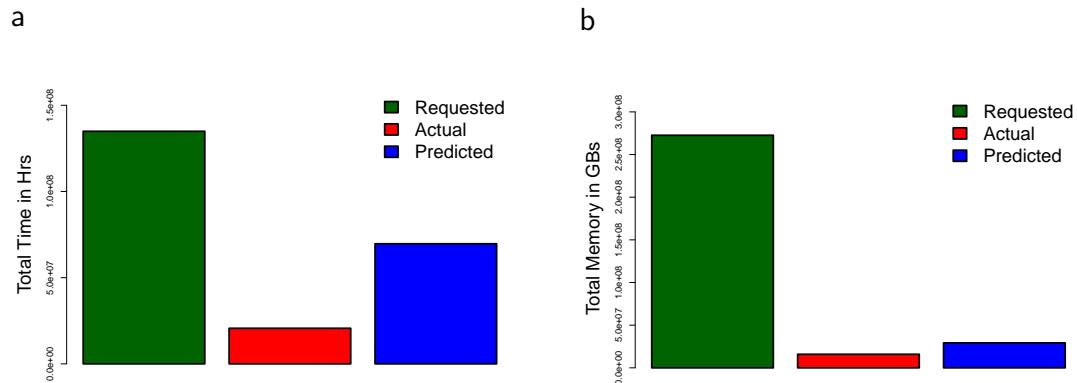 a
Total Time in Hrs
0.0e+00
5.0e+07
1.0e+08
1.5e+08
Requested
Actual
Predicted
b
Total Memory in GBs
0.0e+00
5.0e+07
1.0e+08
1.5e+08
2.0e+08
2.5e+08
3.0e+08
Requested
Actual
Predicted